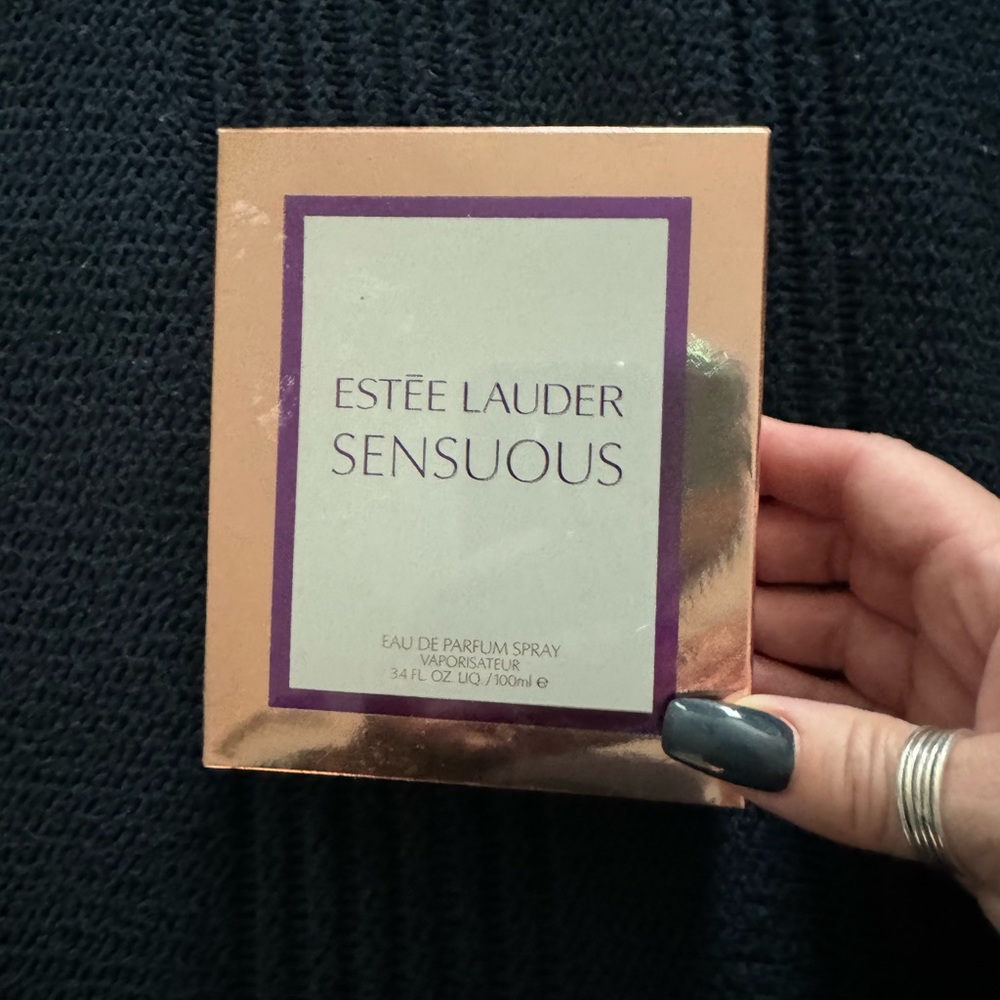 ESTĒE LAUDER
SENSUOUS
EAU DE PARFUM SPRAY
VAPORISATEUR
3.4 FL. OZ. LIQ. / 100ml ℮